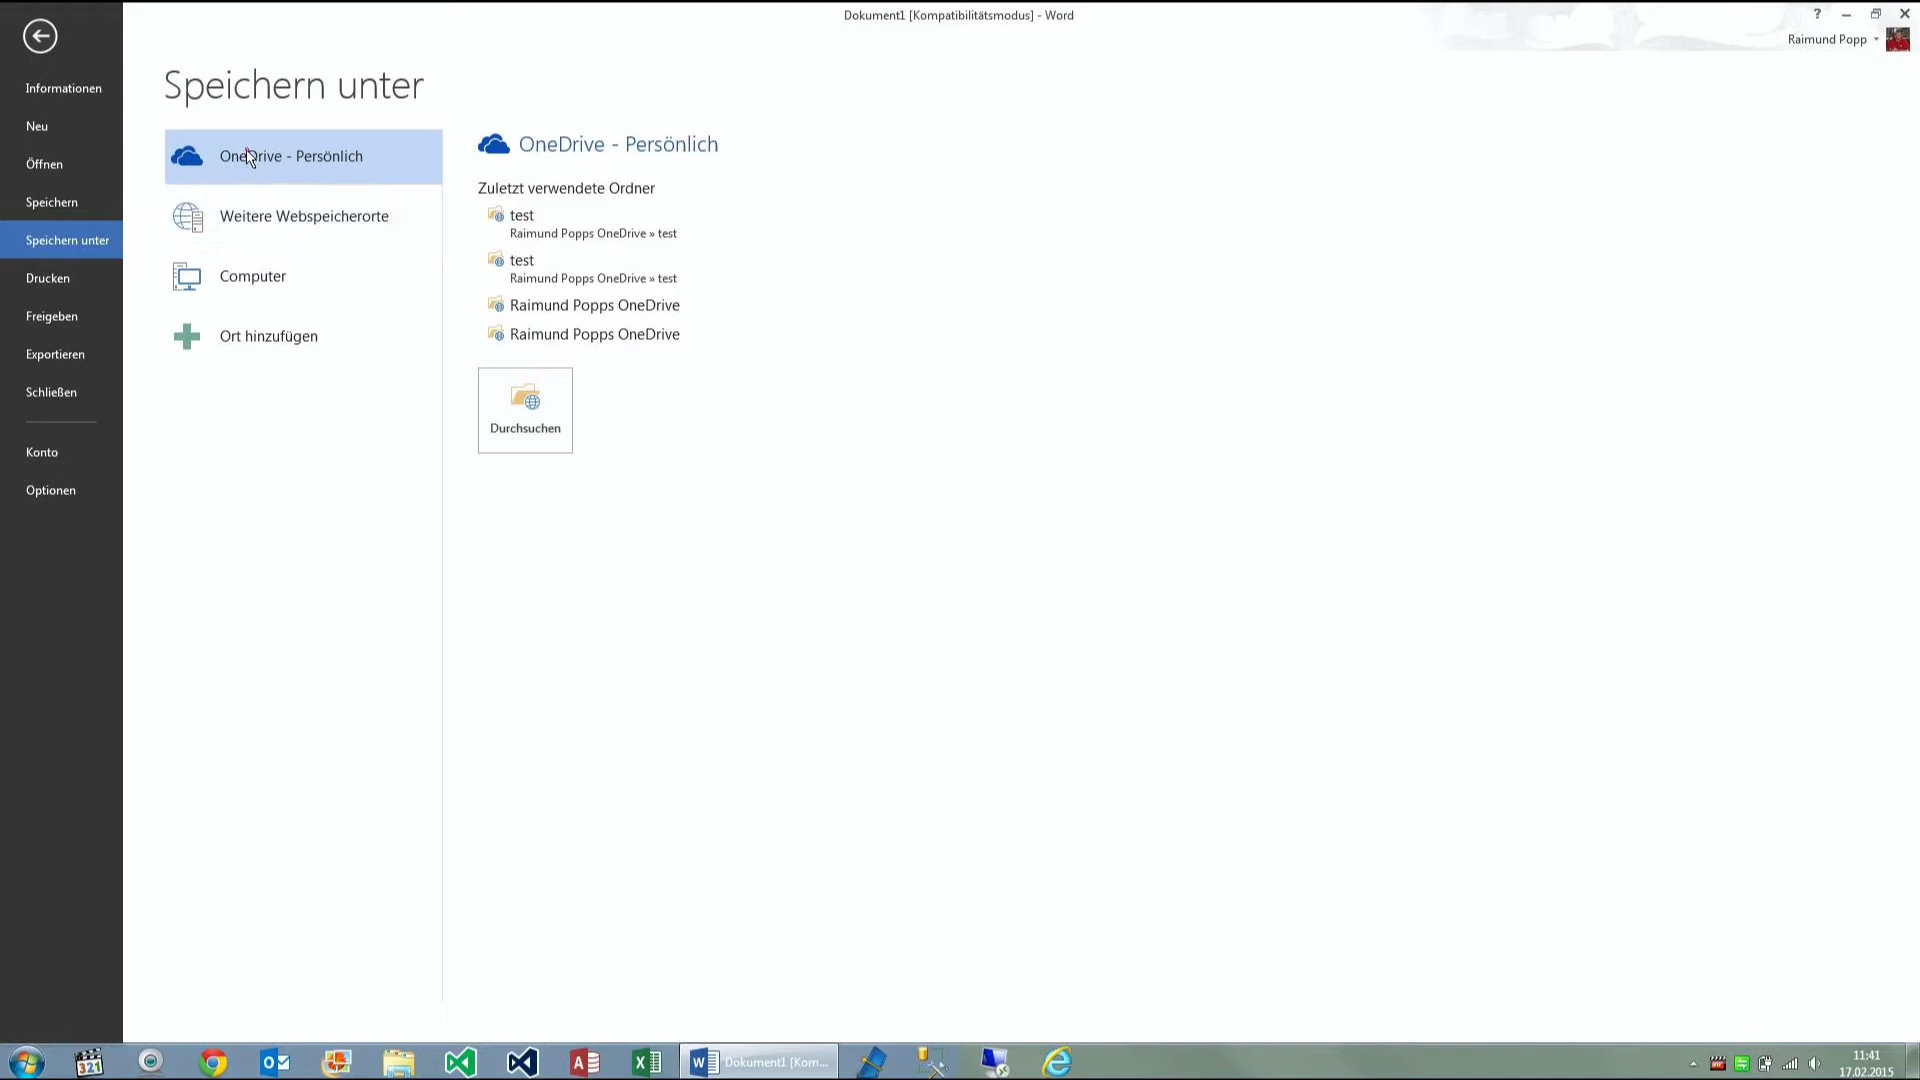 Dokument1 [Kompatibilitätsmodus] - Word
?
Raimund Popp
Informationen
Neu
Öffnen
Speichern
Speichern unter
Drucken
Freigeben
Exportieren
Schließen
Konto
Optionen
Speichern unter
OneDrive - Persönlich
Weitere Webspeicherorte
Computer
Ort hinzufügen
OneDrive - Persönlich
Zuletzt verwendete Ordner
test
Raimund Popps OneDrive » test
test
Raimund Popps OneDrive » test
Raimund Popps OneDrive
Raimund Popps OneDrive
Durchsuchen
321
Dokument1 [Kom...
11:41
17.02.2015